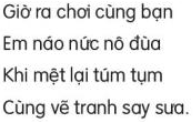 Giờ ra chơi cùng bạn
Em náo nức nô đùa
Khi mệt lại túm tụm
Cùng vẽ tranh say sưa.